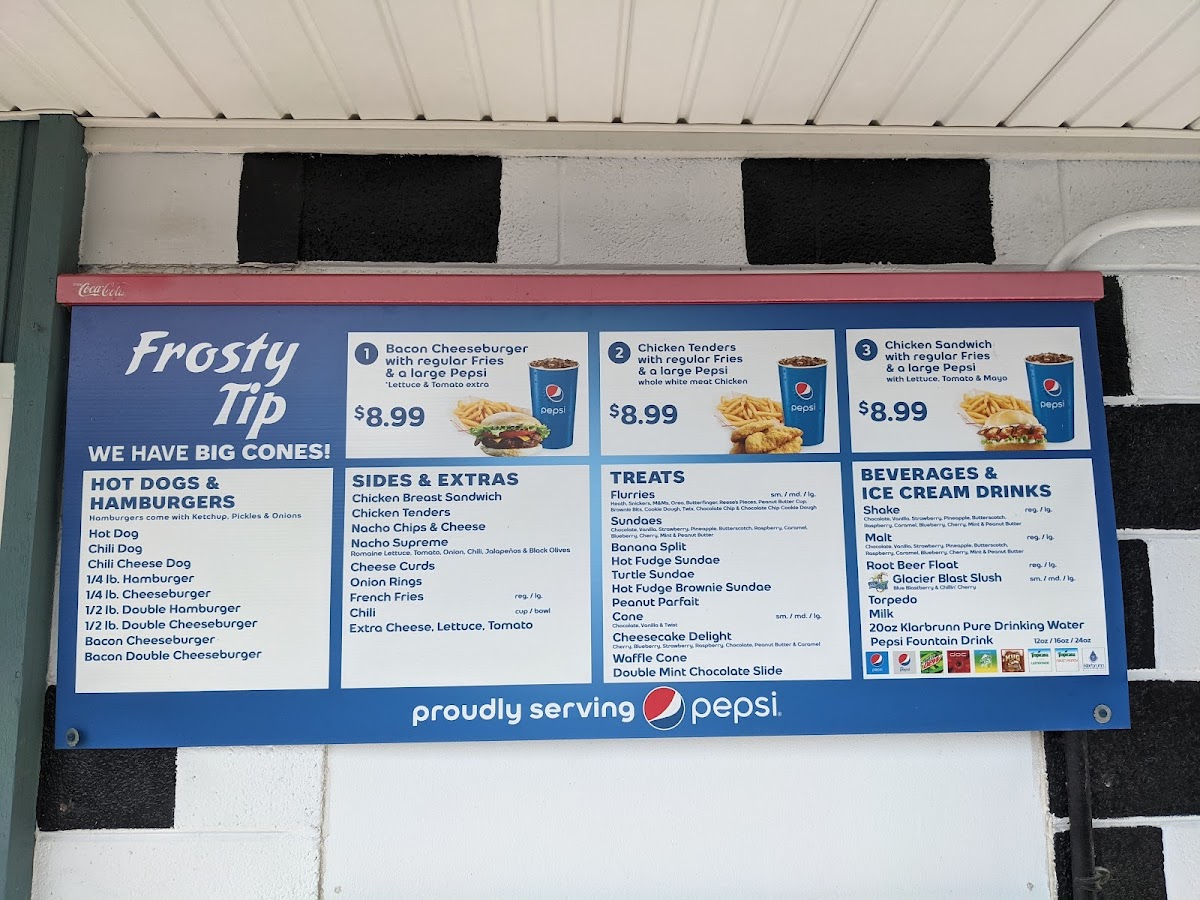 Coca-Cola
Frosty
Tip
WE HAVE BIG CONES!
1
Bacon Cheeseburger
with regular Fries
& a large Pepsi
*Lettuce & Tomato extra
$8.99
pepsi
2
Chicken Tenders
with regular Fries
& a large Pepsi
whole white meat Chicken
$8.99
pepsi
3
Chicken Sandwich
with regular Fries
& a large Pepsi
with Lettuce, Tomato & Mayo
$8.99
pepsi
HOT DOGS &
HAMBURGERS
Hamburgers come with Ketchup, Pickles & Onions
Hot Dog
Chili Dog
Chili Cheese Dog
1/4 lb. Hamburger
1/4 lb. Cheeseburger
1/2 lb. Double Hamburger
1/2 lb. Double Cheeseburger
Bacon Cheeseburger
Bacon Double Cheeseburger
SIDES & EXTRAS
Chicken Breast Sandwich
Chicken Tenders
Nacho Chips & Cheese
Nacho Supreme
Romaine Lettuce, Tomato, Onion, Chili, Jalapeños & Black Olives
Cheese Curds
Onion Rings
French Fries reg. / lg.
Chili cup / bowl
Extra Cheese, Lettuce, Tomato
TREATS
Flurries sm. / md. / lg.
Heath, Snickers, M&Ms, Oreo, Butterfinger, Reese's Pieces, Peanut Butter Cup,
Brownie Bits, Cookie Dough, Twix, Chocolate Chip & Chocolate Chip Cookie Dough
Sundaes
Chocolate, Vanilla, Strawberry, Pineapple, Butterscotch, Raspberry, Caramel,
Blueberry, Cherry, Mint & Peanut Butter
Banana Split
Hot Fudge Sundae
Turtle Sundae
Hot Fudge Brownie Sundae
Peanut Parfait
Cone sm. / md. / lg.
Chocolate, Vanilla & Twist
Cheesecake Delight
Cherry, Blueberry, Strawberry, Raspberry, Chocolate, Peanut Butter & Caramel
Waffle Cone
Double Mint Chocolate Slide
BEVERAGES &
ICE CREAM DRINKS
Shake reg. / lg.
Chocolate, Vanilla, Strawberry, Pineapple, Butterscotch,
Raspberry, Caramel, Blueberry, Cherry, Mint & Peanut Butter
Malt reg. / lg.
Chocolate, Vanilla, Strawberry, Pineapple, Butterscotch,
Raspberry, Caramel, Blueberry, Cherry, Mint & Peanut Butter
Root Beer Float reg. / lg.
Glacier Blast Slush sm. / md. / lg.
Blue Blastberry & Chillin' Cherry
Torpedo
Milk
20oz Klarbrunn Pure Drinking Water
Pepsi Fountain Drink 12oz / 16oz / 24oz
proudly serving pepsi